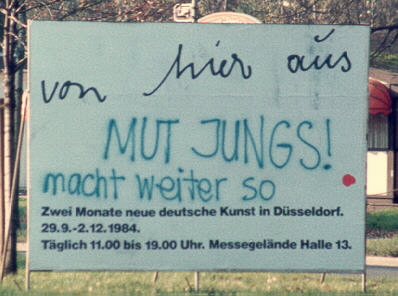 von hier aus
MUT JUNGS!
macht weiter so
Zwei Monate neue deutsche Kunst in Düsseldorf.
29.9.-2.12.1984.
Täglich 11.00 bis 19.00 Uhr. Messegelände Halle 13.